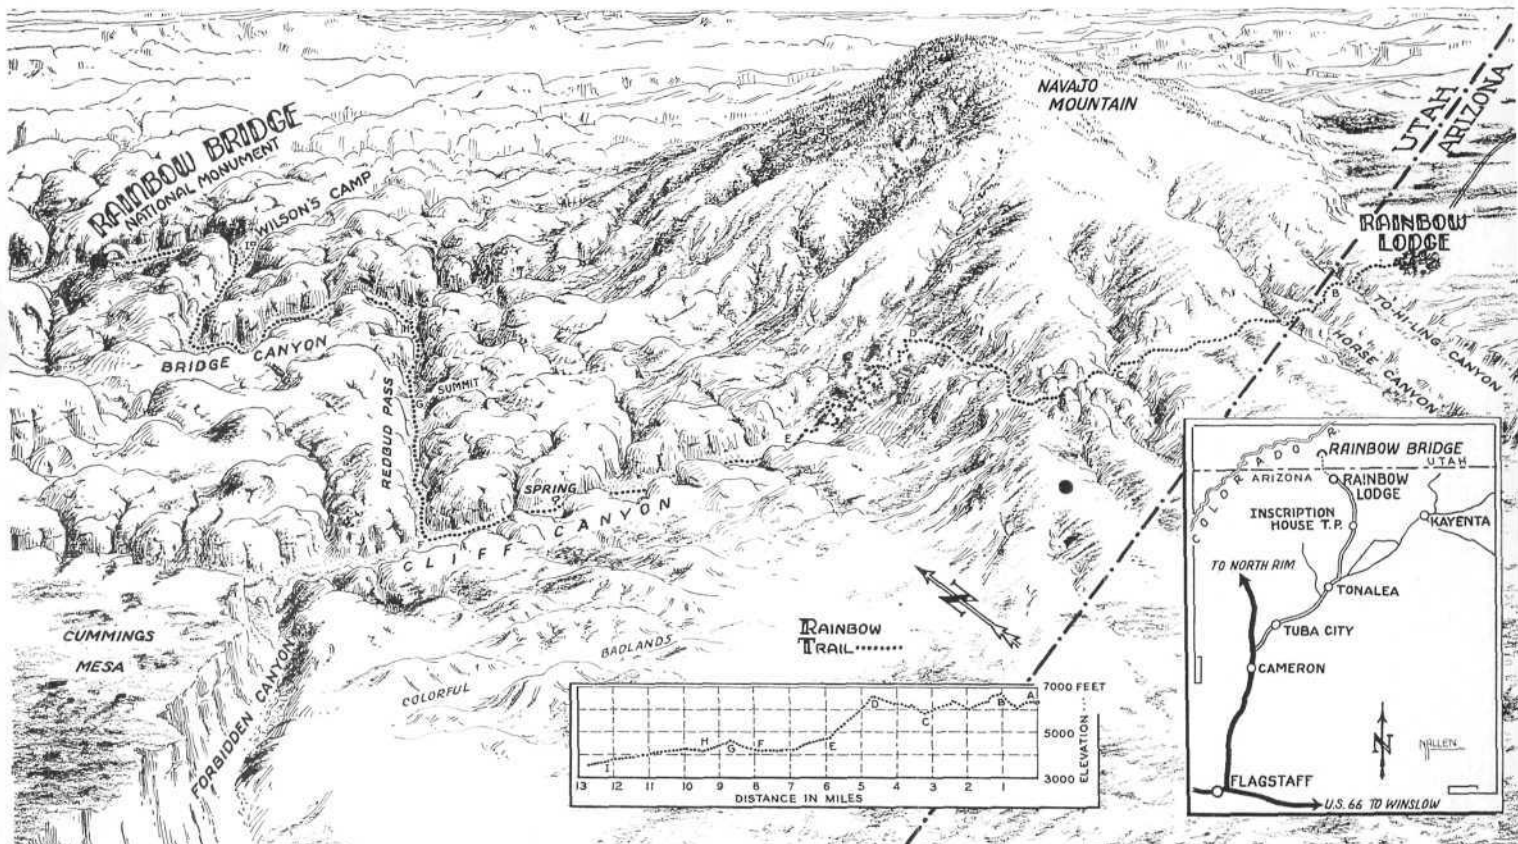 NAVAJO
MOUNTAIN
UTAH
ARIZONA
RAINBOW BRIDGE
NATIONAL MONUMENT
WILSON'S CAMP
RAINBOW
LODGE
B
TO-HI-LING CANYON
HORSE
CANYON
D
C
E
BRIDGE CANYON
SUMMIT
REDBUD PASS
SPRING
CLIFF CANYON
CUMMINGS
MESA
FORBIDDEN CANYON
COLORFUL
BADLANDS
N
RAINBOW
TRAIL
7000 FEET
5000
3000
ELEVATION
A
B
C
D
E
F
G
H
I
13 12 11 10 9 8 7 6 5 4 3 2 1
DISTANCE IN MILES
COLORADO R.
RAINBOW BRIDGE
UTAH
ARIZONA
RAINBOW
LODGE
INSCRIPTION
HOUSE T.P.
KAYENTA
TO NORTH RIM
TONALEA
TUBA CITY
CAMERON
N
NALLEN
FLAGSTAFF
U.S. 66 TO WINSLOW